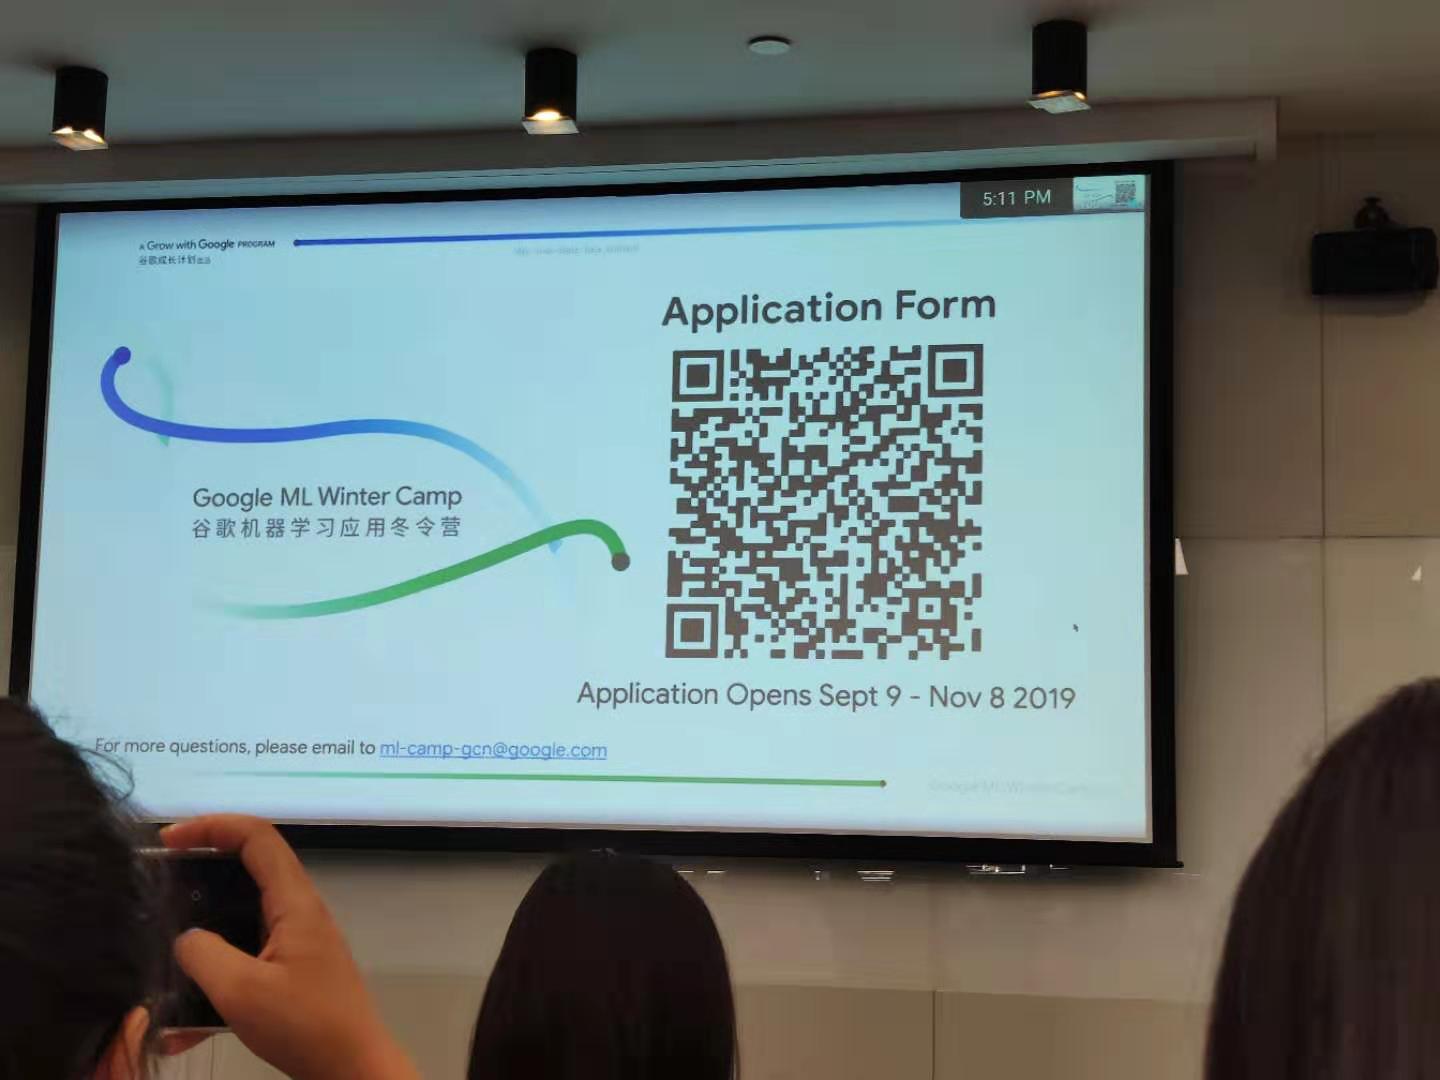 5:11 PM
A Grow with Google PROGRAM
谷歌成长计划
Application Form
Google ML Winter Camp
谷歌机器学习应用冬令营
Application Opens Sept 9 - Nov 8 2019
For more questions, please email to ml-camp-gcn@google.com
Google ML Winter Camp